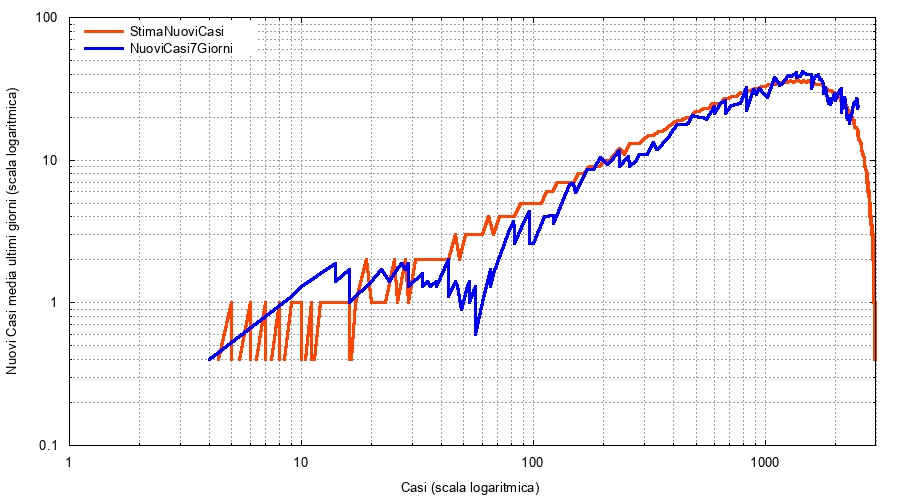 100
10
1
0.1
1
10
100
1000
StimaNuoviCasi
NuoviCasi7Giorni
Nuovi Casi media ultimi giorni (scala logaritmica)
Casi (scala logaritmica)